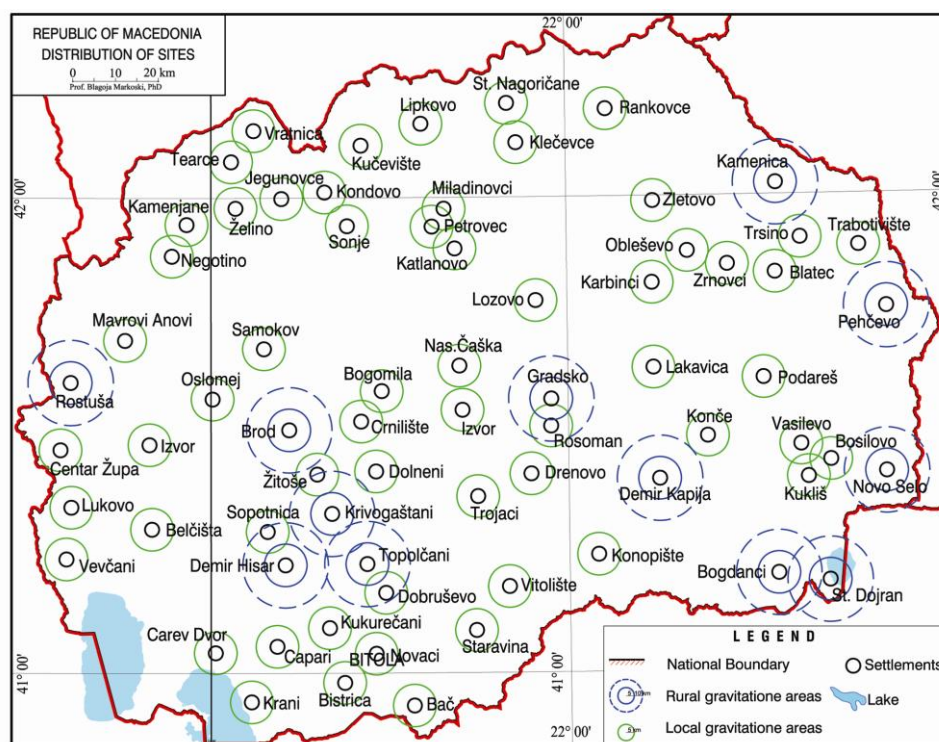 REPUBLIC OF MACEDONIA
DISTRIBUTION OF SITES
0 10 20 km
Prof. Blagoja Markoski, PhD
22° 00'
St. Nagoričane
Lipkovo
Rankovce
Vratnica
Klečevce
Tearce
Kučevište
Kamenica
Jegunovce
Kondovo
Miladinovci
42° 00'
42° 00'
Kamenjane
Želino
Zletovo
Sonje
Petrovec
Trsino
Trabotivište
Negotino
Katlanovo
Obleševo
Zrnovci
Blatec
Karbinci
Lozovo
Pehčevo
Mavrovi Anovi
Samokov
Nas.Čaška
Lakavica
Podareš
Rostuša
Oslomej
Bogomila
Gradsko
Brod
Crnilište
Izvor
Rosoman
Konče
Vasilevo
Bosilovo
Izvor
Centar Župa
Žitoše
Dolneni
Drenovo
Demir Kapija
Kukliš
Novo Selo
Lukovo
Krivogaštani
Trojaci
Belčišta
Sopotnica
Vevčani
Demir Hisar
Topolčani
Konopište
Bogdanci
St. Dojran
Dobruševo
Vitolište
Kukurečani
Carev Dvor
Capari
BITOLA
Novaci
Staravina
41° 00'
41° 00'
Krani
Bistrica
Bač
22° 00'
LEGEND
National Boundary
Settlements
Rural gravitatione areas
Lake
Local gravitatione areas